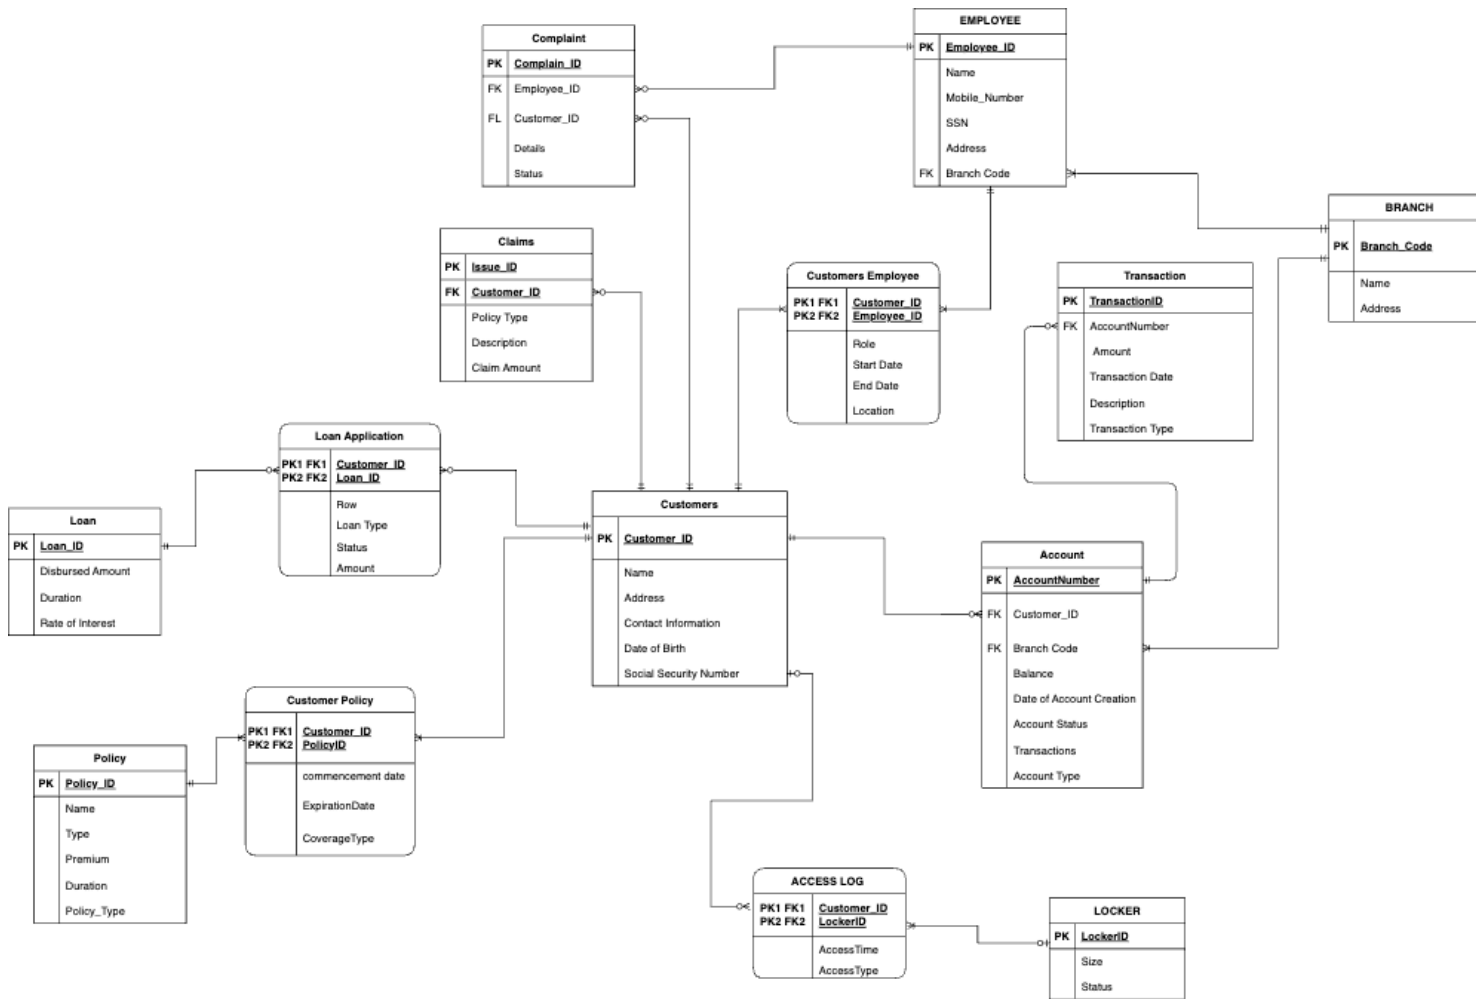 EMPLOYEE
PK Employee_ID
Name
Mobile_Number
SSN
Address
FK Branch Code
Complaint
PK Complain_ID
FK Employee_ID
FL Customer_ID
Details
Status
BRANCH
PK Branch_Code
Name
Address
Claims
PK Issue_ID
FK Customer_ID
Policy Type
Description
Claim Amount
Customers Employee
PK1 FK1 Customer_ID
PK2 FK2 Employee_ID
Role
Start Date
End Date
Location
Transaction
PK TransactionID
FK AccountNumber
Amount
Transaction Date
Description
Transaction Type
Loan Application
PK1 FK1 Customer_ID
PK2 FK2 Loan_ID
Row
Loan Type
Status
Amount
Loan
PK Loan_ID
Disbursed Amount
Duration
Rate of Interest
Customers
PK Customer_ID
Name
Address
Contact Information
Date of Birth
Social Security Number
Account
PK AccountNumber
FK Customer_ID
FK Branch Code
Balance
Date of Account Creation
Account Status
Transactions
Account Type
Customer Policy
PK1 FK1 Customer_ID
PK2 FK2 PolicyID
commencement date
ExpirationDate
CoverageType
Policy
PK Policy_ID
Name
Type
Premium
Duration
Policy_Type
ACCESS LOG
PK1 FK1 Customer_ID
PK2 FK2 LockerID
AccessTime
AccessType
LOCKER
PK LockerID
Size
Status